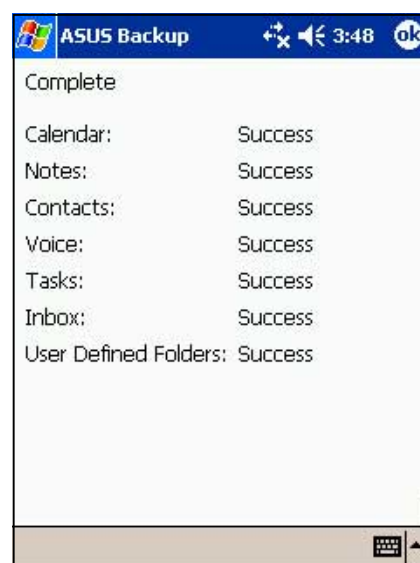 ASUS Backup 3:48 ok
Complete
Calendar: Success
Notes: Success
Contacts: Success
Voice: Success
Tasks: Success
Inbox: Success
User Defined Folders: Success